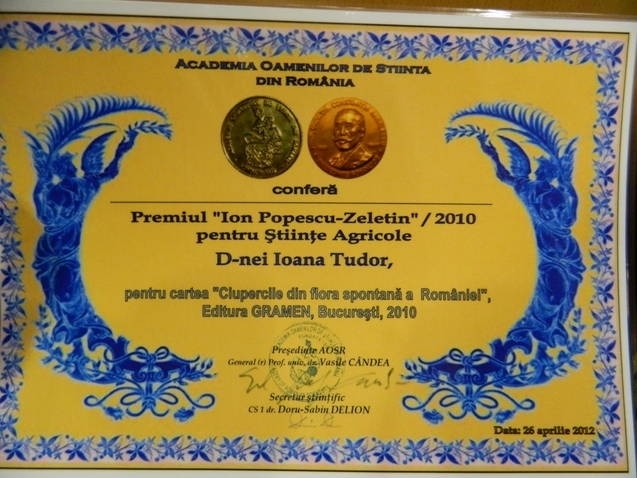 ACADEMIA OAMENILOR DE STIINTA
DIN ROMÂNIA
conferă
Premiul "Ion Popescu-Zeletin" / 2010
pentru Ştiinţe Agricole
D-nei Ioana Tudor,
pentru cartea "Ciupercile din flora spontană a României",
Editura GRAMEN, Bucureşti, 2010
Preşedinte AOSR
General (r) Prof. univ. dr. Vasile CÂNDEA
Secretar ştiinţific
CS 1 dr. Doru-Sabin DELION
Data: 26 aprilie 2012